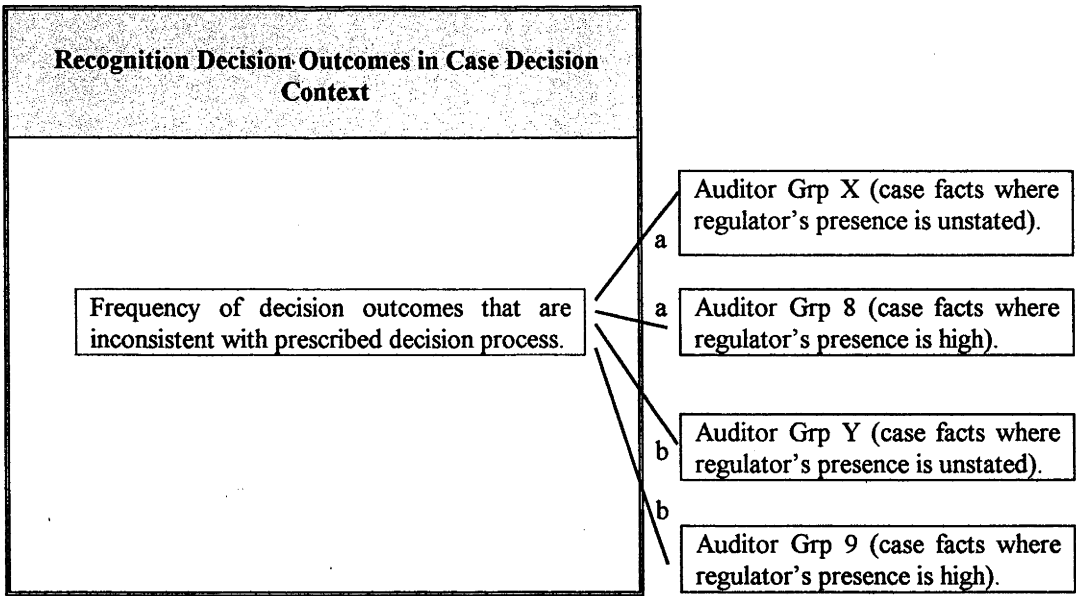 Recognition Decision Outcomes in Case Decision
Context
Auditor Grp X (case facts where
regulator's presence is unstated).
a
Frequency of decision outcomes that are
inconsistent with prescribed decision process.
a
Auditor Grp 8 (case facts where
regulator's presence is high).
Auditor Grp Y (case facts where
regulator's presence is unstated).
b
b
Auditor Grp 9 (case facts where
regulator's presence is high).